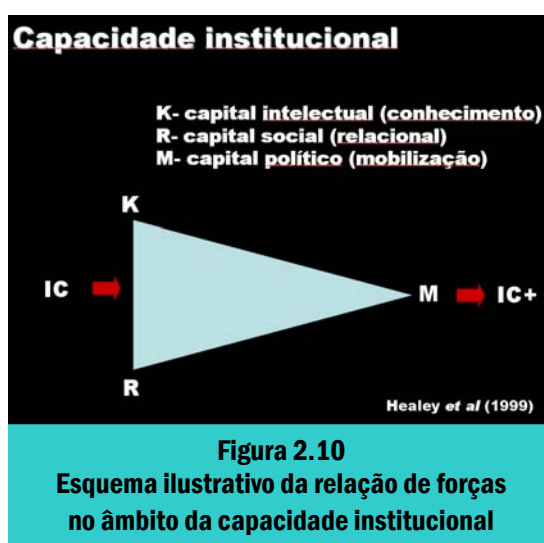 Capacidade institucional
K- capital intelectual (conhecimento)
R- capital social (relacional)
M- capital político (mobilização)
K
IC
M
IC+
R
Healey et al (1999)
Figura 2.10
Esquema ilustrativo da relação de forças
no âmbito da capacidade institucional